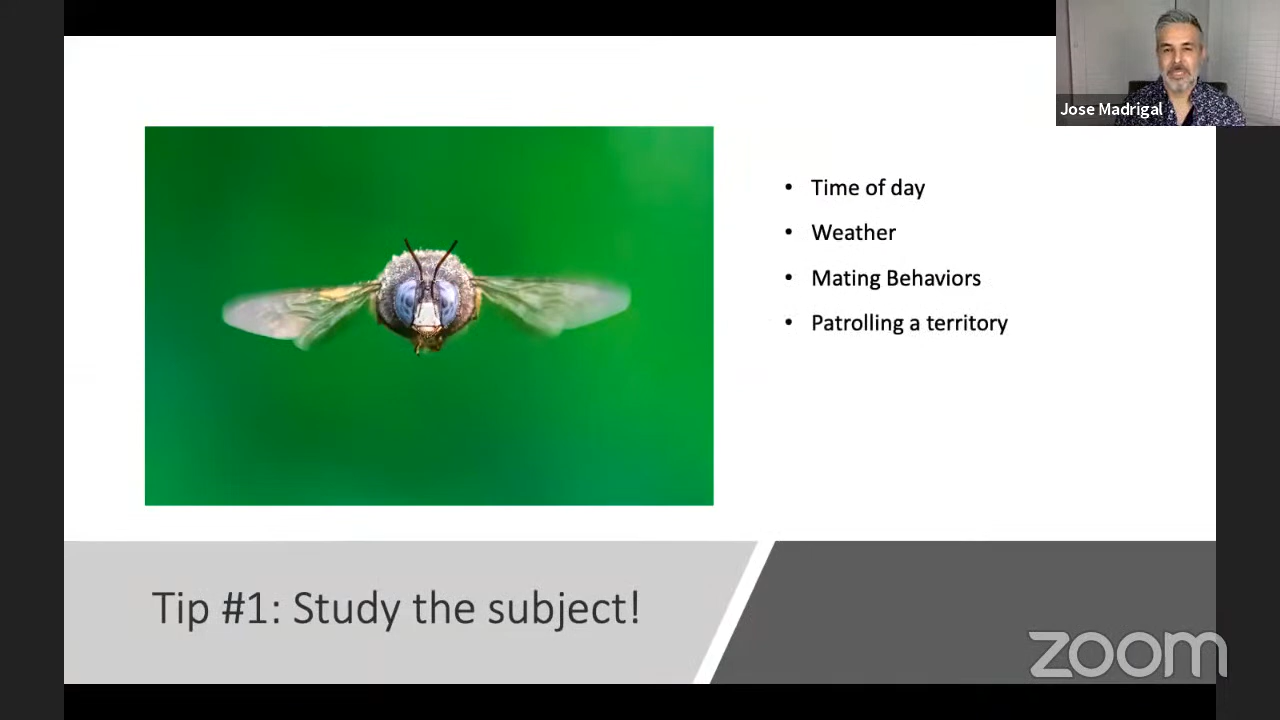 Jose Madrigal
• Time of day
• Weather
• Mating Behaviors
• Patrolling a territory
Tip #1: Study the subject!
zoom